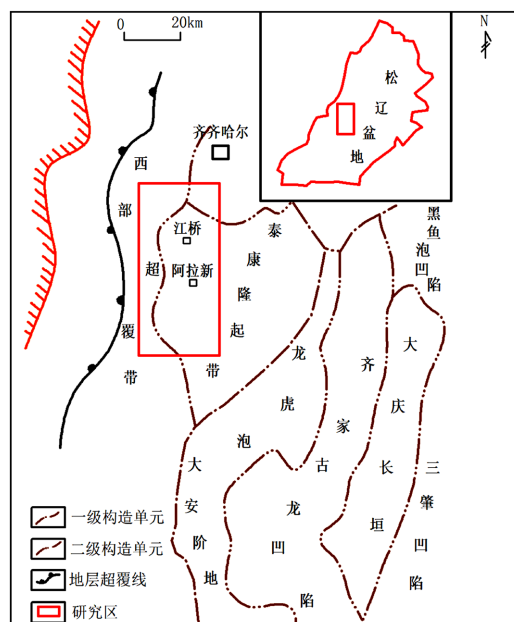 0 20km
N
松辽盆地
齐齐哈尔
西部超覆带
江桥
阿拉新
泰康隆起带
黑鱼泡凹陷
龙虎泡大安阶地
齐家古龙凹陷
大庆长垣
三肇凹陷
一级构造单元
二级构造单元
地层超覆线
研究区